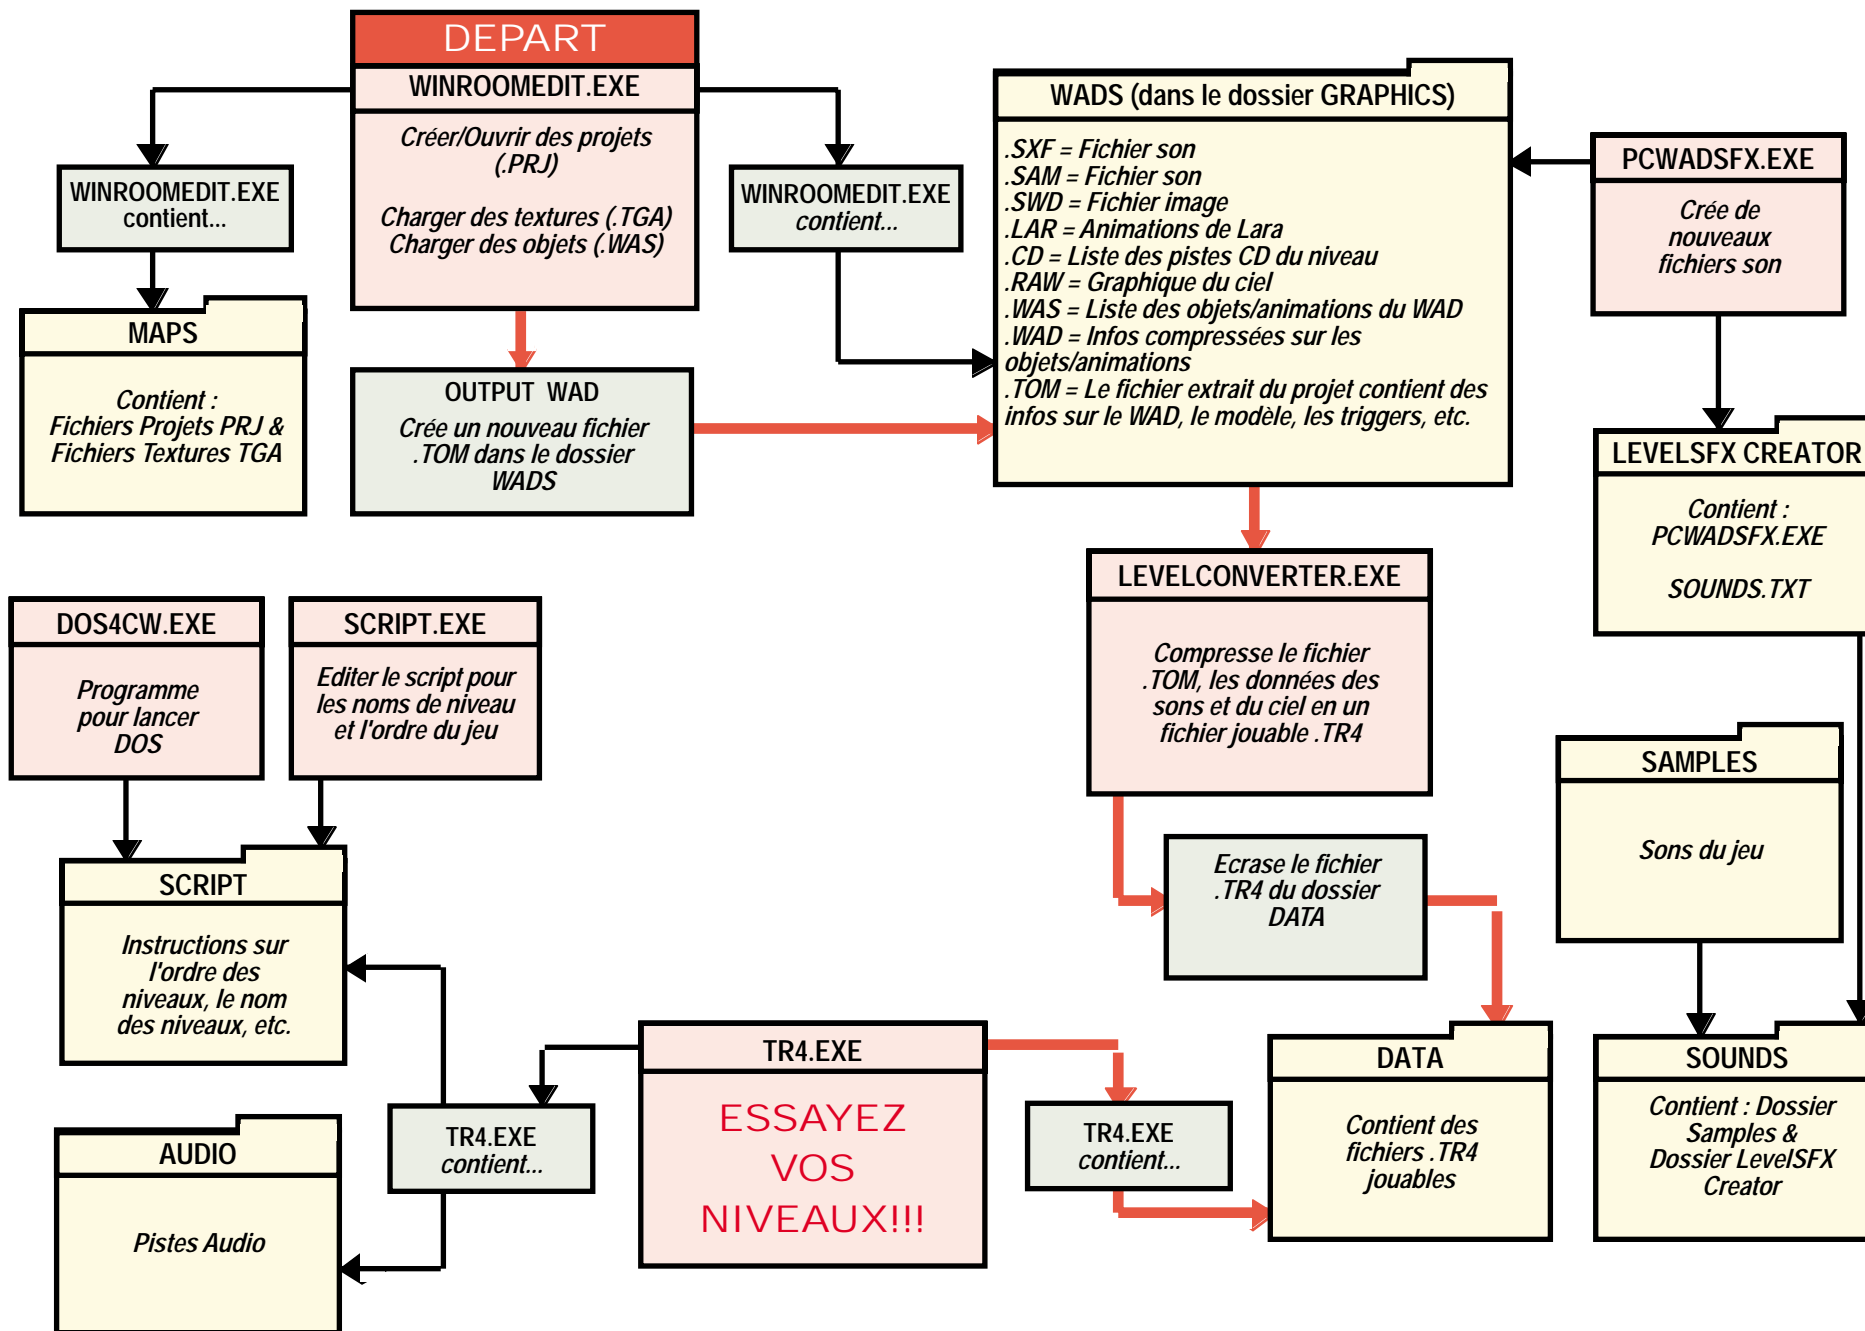 DEPART
WINROOMEDIT.EXE
Créer/Ouvrir des projets
(.PRJ)
Charger des textures (.TGA)
Charger des objets (.WAS)
WINROOMEDIT.EXE
contient...
WINROOMEDIT.EXE
contient...
MAPS
Contient :
Fichiers Projets PRJ &
Fichiers Textures TGA
OUTPUT WAD
Crée un nouveau fichier
.TOM dans le dossier
WADS
WADS (dans le dossier GRAPHICS)
.SXF = Fichier son
.SAM = Fichier son
.SWD = Fichier image
.LAR = Animations de Lara
.CD = Liste des pistes CD du niveau
.RAW = Graphique du ciel
.WAS = Liste des objets/animations du WAD
.WAD = Infos compressées sur les
objets/animations
.TOM = Le fichier extrait du projet contient des
infos sur le WAD, le modèle, les triggers, etc.
PCWADSFX.EXE
Crée de
nouveaux
fichiers son
LEVELSFX CREATOR
Contient :
PCWADSFX.EXE
SOUNDS.TXT
LEVELCONVERTER.EXE
Compresse le fichier
.TOM, les données des
sons et du ciel en un
fichier jouable .TR4
DOS4CW.EXE
Programme
pour lancer
DOS
SCRIPT.EXE
Editer le script pour
les noms de niveau
et l'ordre du jeu
SAMPLES
Sons du jeu
Ecrase le fichier
.TR4 du dossier
DATA
SCRIPT
Instructions sur
l'ordre des
niveaux, le nom
des niveaux, etc.
TR4.EXE
ESSAYEZ
VOS
NIVEAUX!!!
TR4.EXE
contient...
TR4.EXE
contient...
DATA
Contient des
fichiers .TR4
jouables
SOUNDS
Contient : Dossier
Samples &
Dossier LevelSFX
Creator
AUDIO
Pistes Audio